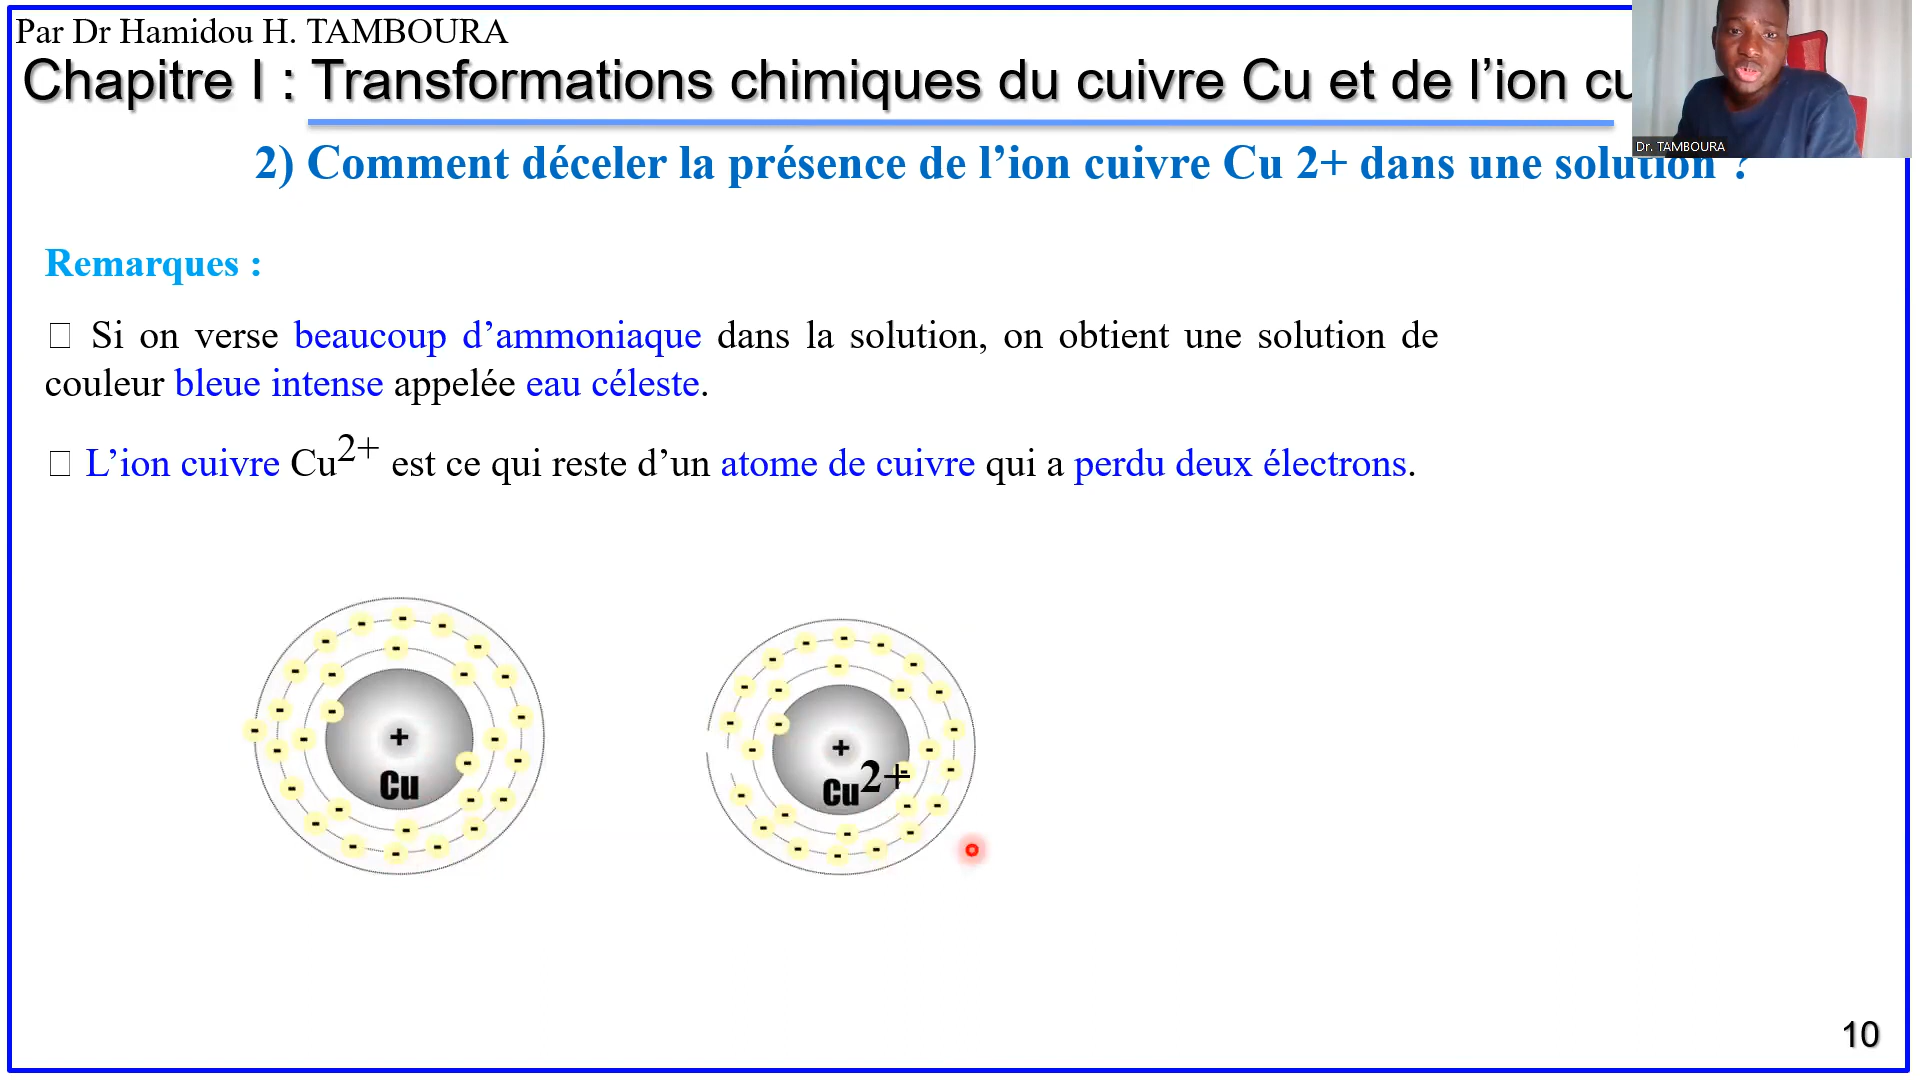 Par Dr Hamidou H. TAMBOURA
Chapitre I : Transformations chimiques du cuivre Cu et de l’ion
Dr. TAMBOURA
2) Comment déceler la présence de l’ion cuivre Cu 2+ dans une solution ?
Remarques :
□ Si on verse beaucoup d’ammoniaque dans la solution, on obtient une solution de
couleur bleue intense appelée eau céleste.
□ L’ion cuivre Cu2+ est ce qui reste d’un atome de cuivre qui a perdu deux électrons.
+
Cu
+
Cu2+
10